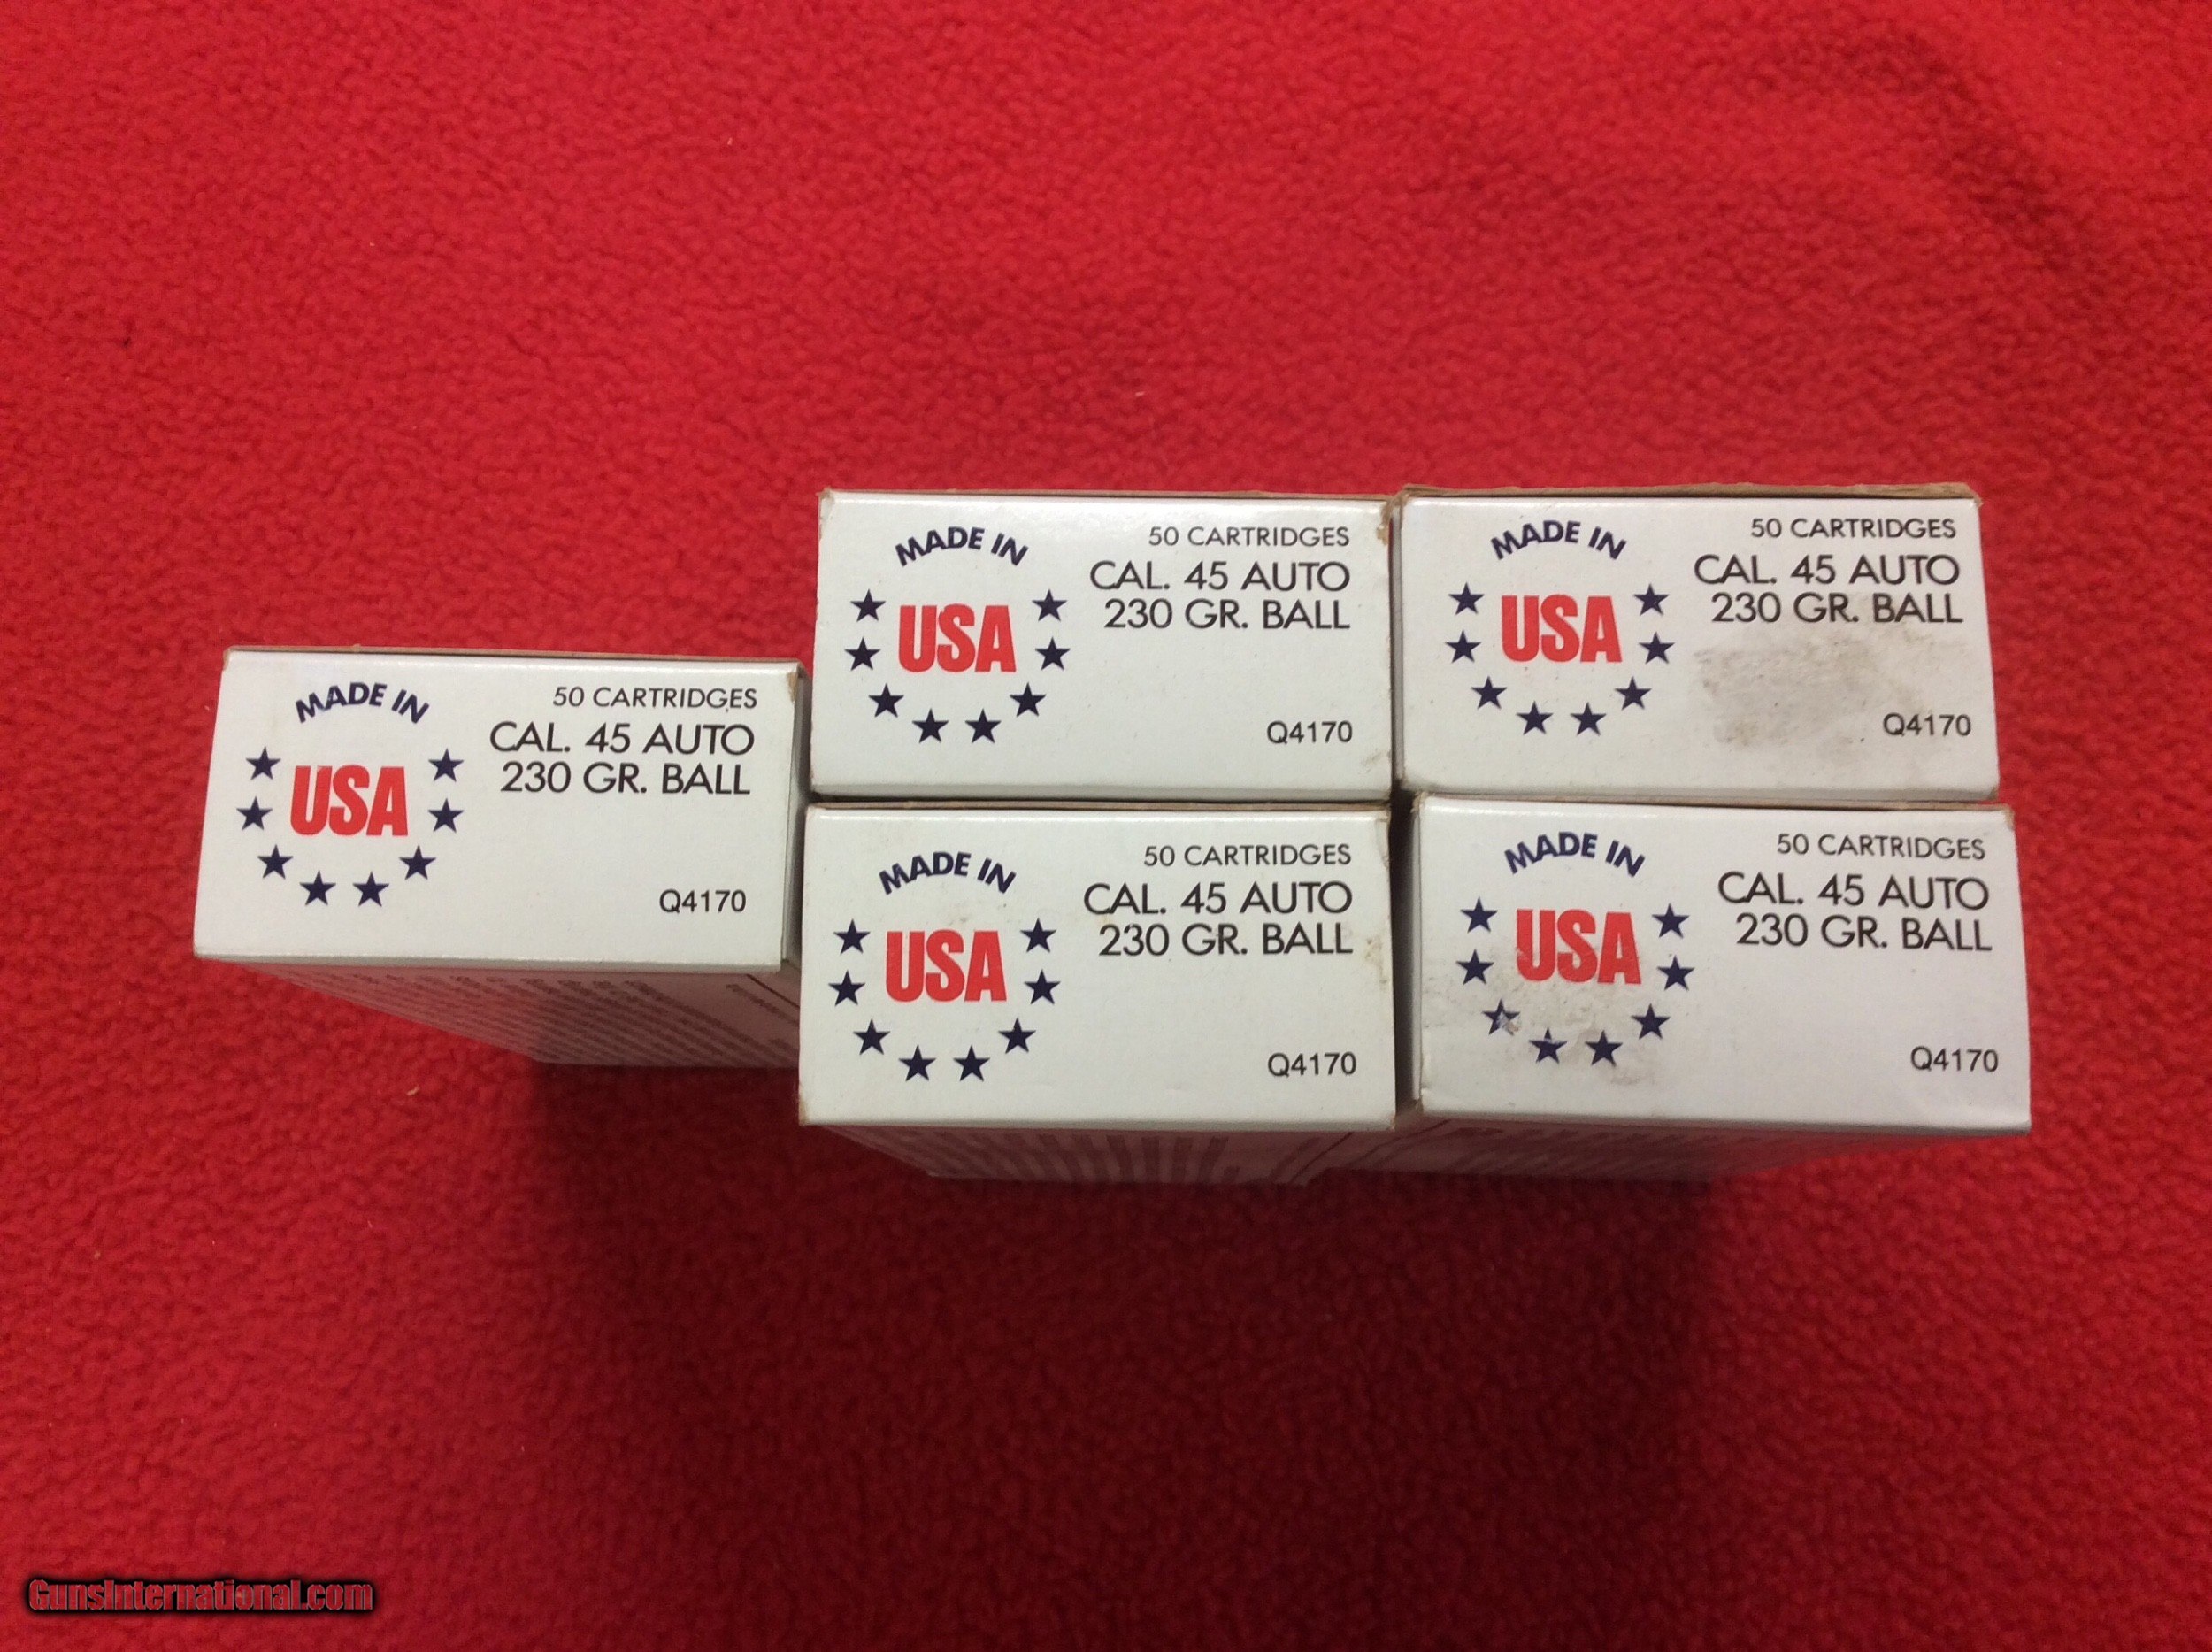 MADE IN
USA
50 CARTRIDGES
CAL. 45 AUTO
230 GR. BALL
Q4170
MADE IN
USA
50 CARTRIDGES
CAL. 45 AUTO
230 GR. BALL
Q4170
MADE IN
USA
50 CARTRIDGES
CAL. 45 AUTO
230 GR. BALL
Q4170
MADE IN
USA
50 CARTRIDGES
CAL. 45 AUTO
230 GR. BALL
Q4170
MADE IN
USA
50 CARTRIDGES
CAL. 45 AUTO
230 GR. BALL
Q4170
GunsInternational.com